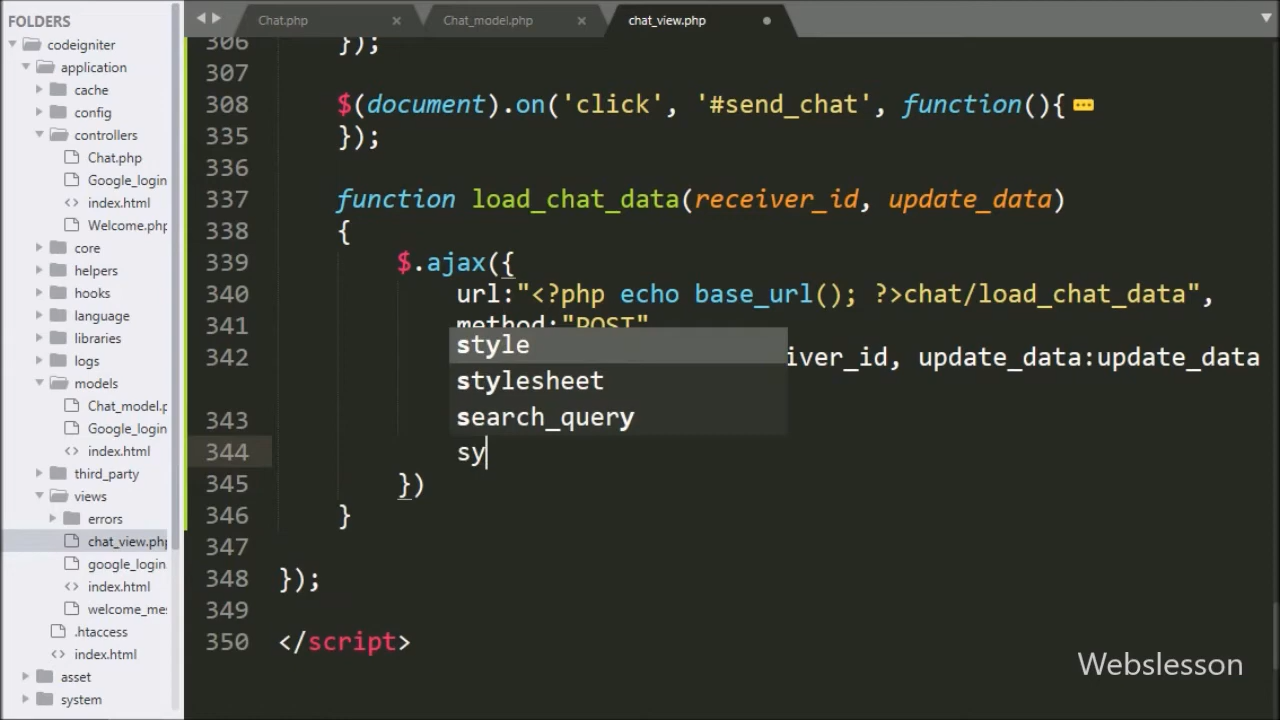 FOLDERS
codeigniter
application
cache
config
controllers
Chat.php
Google_login
index.html
Welcome.php
core
helpers
hooks
language
libraries
logs
models
Chat_model.p
Google_login
index.html
third_party
views
errors
chat_view.php
google_login.
index.html
welcome_me
.htaccess
index.html
asset
system
Chat.php × Chat_model.php × chat_view.php
306 });
307
308 $(document).on('click', '#send_chat', function(){
335 });
336
337 function load_chat_data(receiver_id, update_data)
338 {
339 $.ajax({
340 url:"<?php echo base_url(); ?>chat/load_chat_data",
341 method:"POST"
style
342 iver_id, update_data:update_data
stylesheet
343 search_query
344 sy
345 })
346 }
347
348 });
349
350 </script>
Webslesson